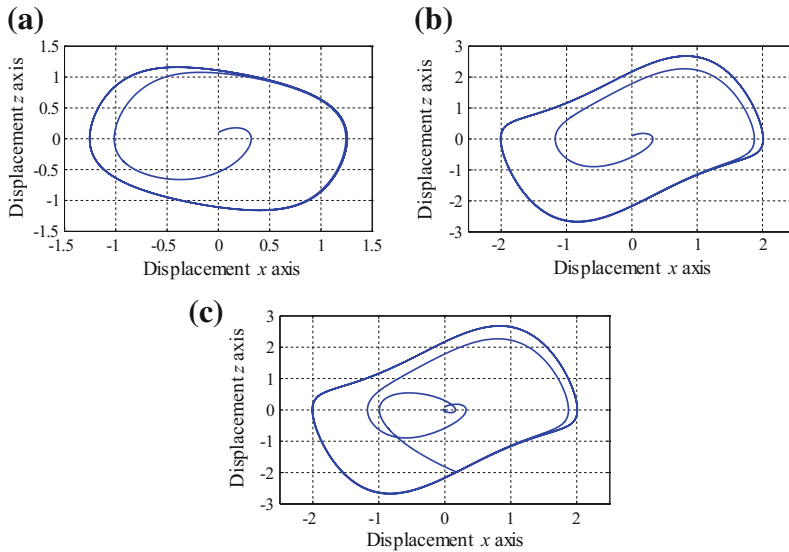 (a)
Displacement z axis
1.5
1
0.5
0
-0.5
-1
-1.5
-1.5 -1 -0.5 0 0.5 1 1.5
Displacement x axis
(b)
Displacement z axis
3
2
1
0
-1
-2
-3
-2 -1 0 1 2
Displacement x axis
(c)
Displacement z axis
3
2
1
0
-1
-2
-3
-2 -1 0 1 2
Displacement x axis